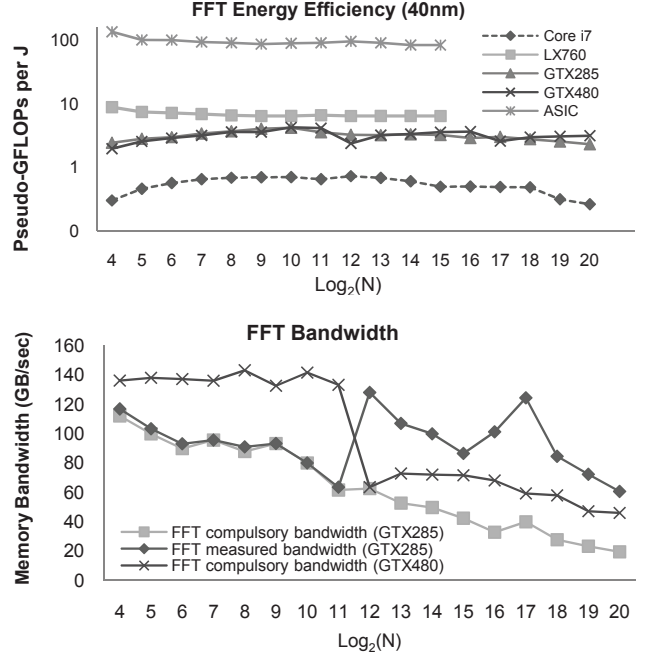 FFT Energy Efficiency (40nm)
Pseudo-GFLOPs per J
100
10
1
0
Core i7
LX760
GTX285
GTX480
ASIC
4 5 6 7 8 9 10 11 12 13 14 15 16 17 18 19 20
Log2(N)
FFT Bandwidth
Memory Bandwidth (GB/sec)
160
140
120
100
80
60
40
20
0
FFT compulsory bandwidth (GTX285)
FFT measured bandwidth (GTX285)
FFT compulsory bandwidth (GTX480)
4 5 6 7 8 9 10 11 12 13 14 15 16 17 18 19 20
Log2(N)